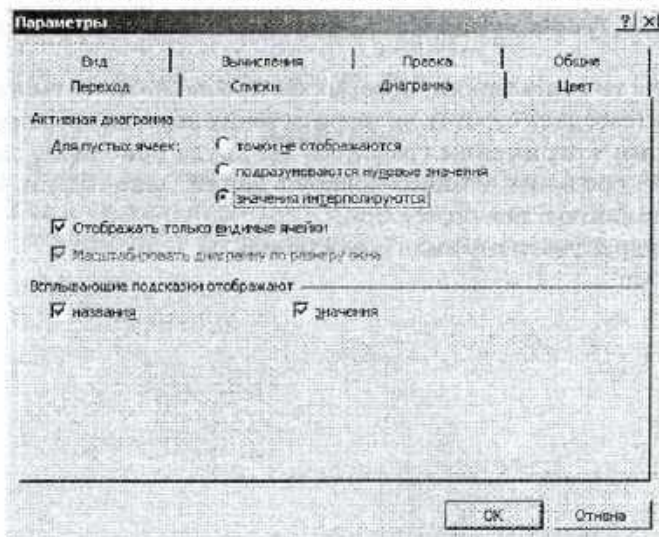 Параметры
Вид Вычисления Правка Общие
Переход Списки Диаграмма Цвет
Активная диаграмма
Для пустых ячеек: точки не отображаются
подразумеваются нулевые значения
значения интерполируются
Отображать только видимые ячейки
Масштабировать диаграмму по размеру окна
Всплывающие подсказки отображают
названия значения
ОК Отмена